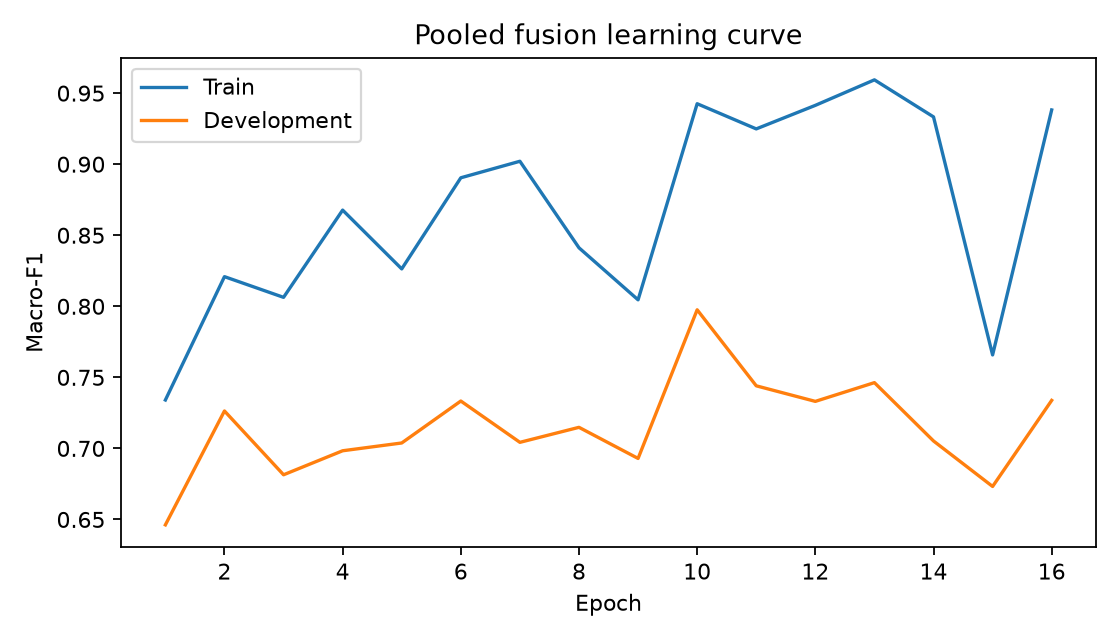 Pooled fusion learning curve
Train
Development
Macro-F1
0.95
0.90
0.85
0.80
0.75
0.70
0.65
2 4 6 8 10 12 14 16
Epoch